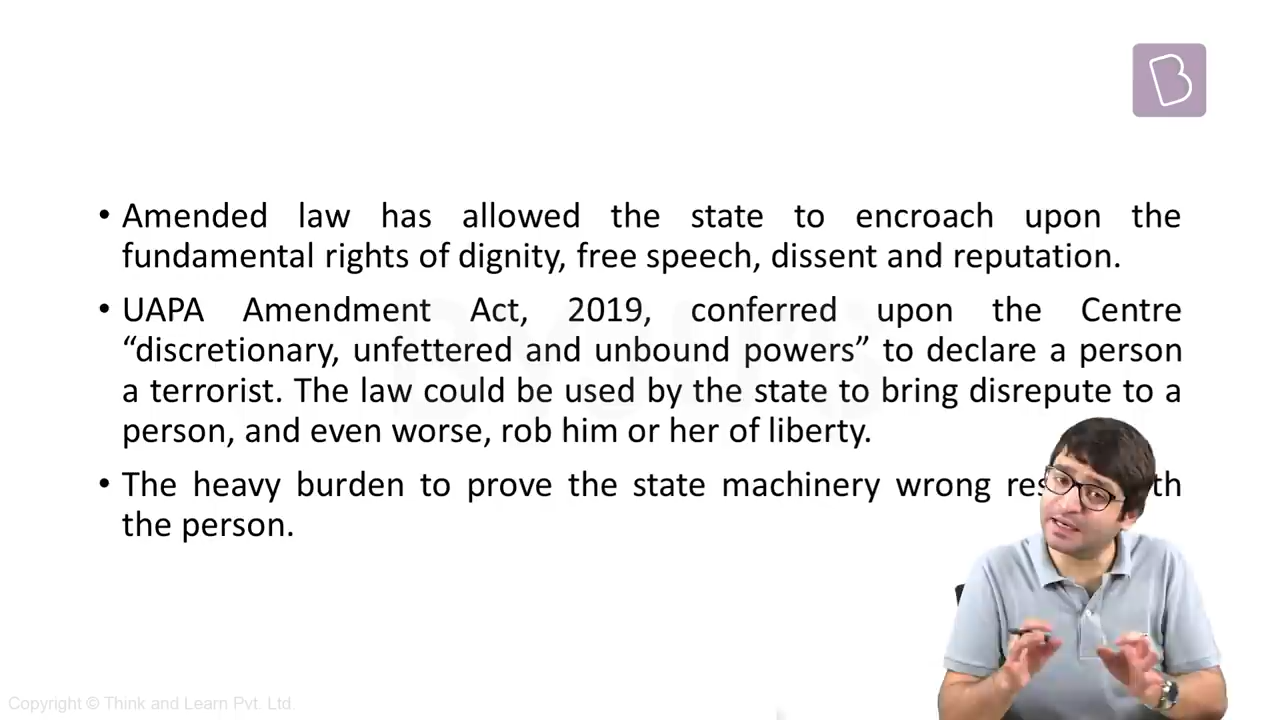 B
• Amended law has allowed the state to encroach upon the
fundamental rights of dignity, free speech, dissent and reputation.
• UAPA Amendment Act, 2019, conferred upon the Centre
“discretionary, unfettered and unbound powers” to declare a person
a terrorist. The law could be used by the state to bring disrepute to a
person, and even worse, rob him or her of liberty.
• The heavy burden to prove the state machinery wrong
the person.
Copyright © Think and Learn Pvt. Ltd.